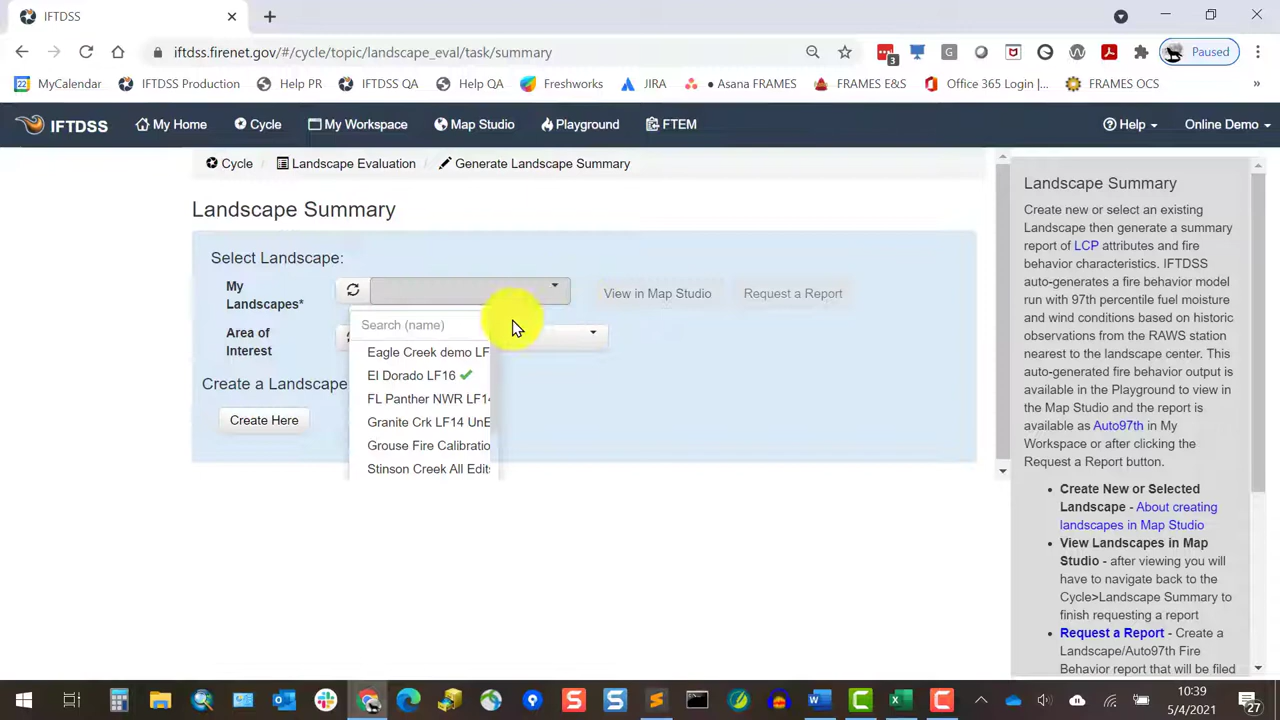 IFTDSS
iftdss.firenet.gov/#/cycle/topic/landscape_eval/task/summary
3
G
Paused
22 MyCalendar
IFTDSS Production
Help PR
IFTDSS QA
Help QA
Freshworks
JIRA
• Asana FRAMES
FRAMES E&S
Office 365 Login |...
FRAMES OCS
»
IFTDSS
My Home
Cycle
My Workspace
Map Studio
Playground
FTEM
Help
Online Demo
Cycle / Landscape Evaluation / Generate Landscape Summary
Landscape Summary
Select Landscape:
My
Landscapes*
View in Map Studio
Request a Report
Search (name)
Area of
Interest
Eagle Creek demo LF
El Dorado LF16
FL Panther NWR LF14
Granite Crk LF14 UnE
Grouse Fire Calibratio
Stinson Creek All Edits
Create a Landscape
Create Here
Landscape Summary
Create new or select an existing
Landscape then generate a summary
report of LCP attributes and fire
behavior characteristics. IFTDSS
auto-generates a fire behavior model
run with 97th percentile fuel moisture
and wind conditions based on historic
observations from the RAWS station
nearest to the landscape center. This
auto-generated fire behavior output is
available in the Playground to view in
the Map Studio and the report is
available as Auto97th in My
Workspace or after clicking the
Request a Report button.
• Create New or Selected
Landscape - About creating
landscapes in Map Studio
• View Landscapes in Map
Studio - after viewing you will
have to navigate back to the
Cycle>Landscape Summary to
finish requesting a report
• Request a Report - Create a
Landscape/Auto97th Fire
Behavior report that will be filed
10:39
5/4/2021
27